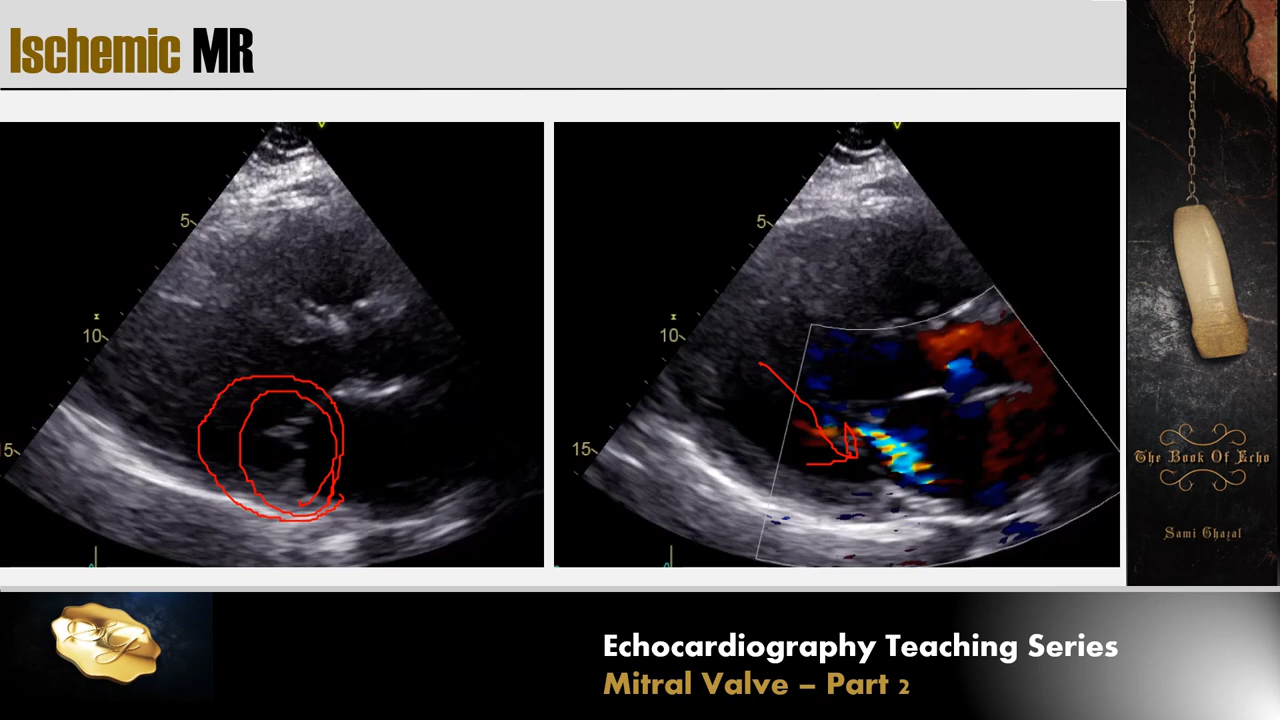 Ischemic MR
5
10
15
5
10
15
The Book Of Echo
Sami Ghazal
SG
Echocardiography Teaching Series
Mitral Valve – Part 2